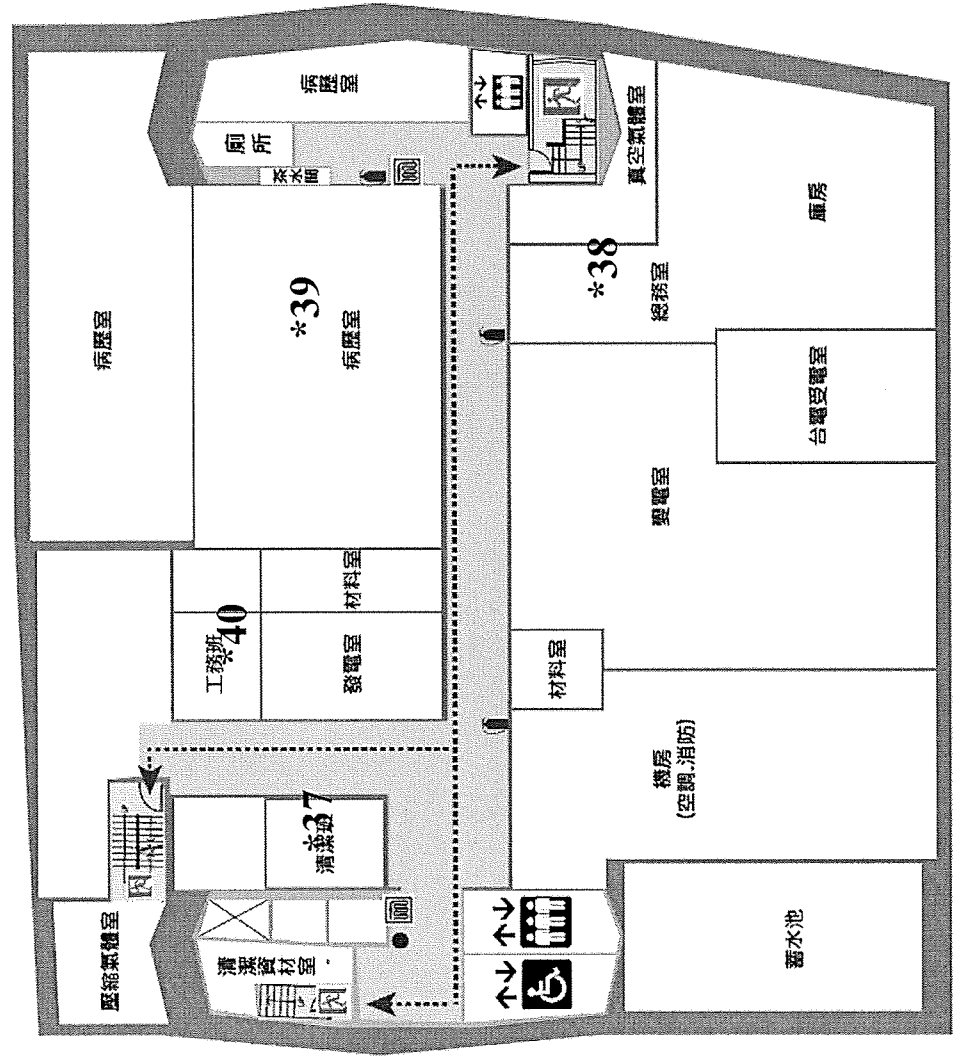 壓縮氣體室
病歷室
清潔資材室
工務班
*40
廁所
茶水間
*37
清潔班
發電室
材料室
*39
病歷室
病歷室
材料室
*38
總務室
真空氣體室
機房
(空調.消防)
變電室
蓄水池
台電受電室
庫房